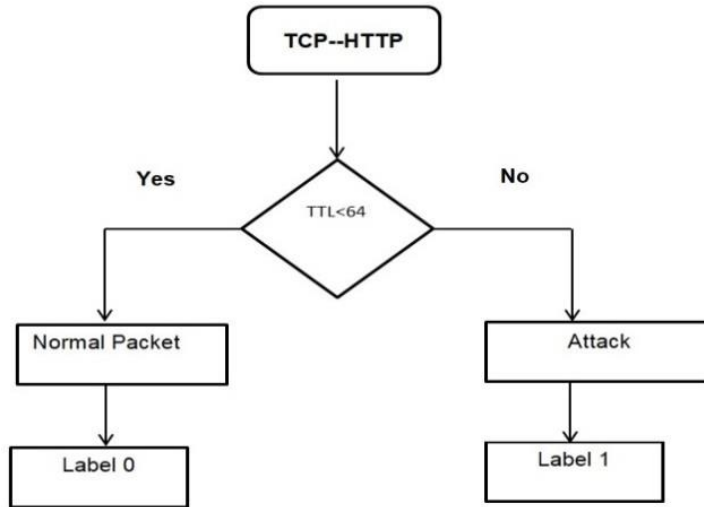 TCP--HTTP
Yes
No
TTL<64
Normal Packet
Attack
Label 0
Label 1